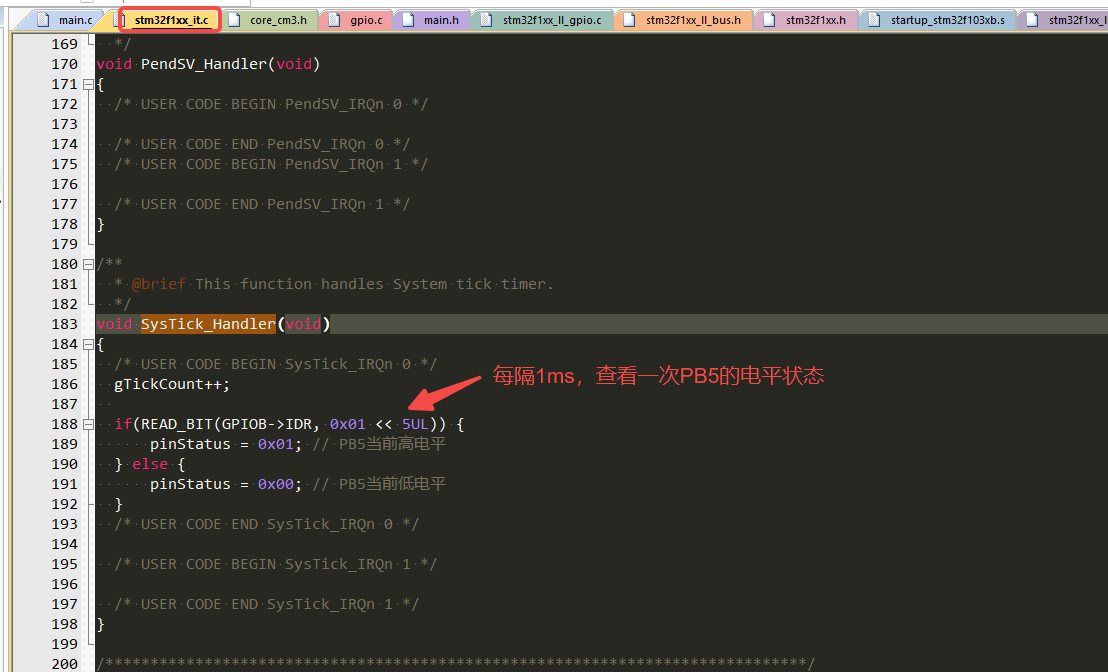 main.c stm32f1xx_it.c core_cm3.h gpio.c main.h stm32f1xx_ll_gpio.c stm32f1xx_ll_bus.h stm32f1xx.h startup_stm32f103xb.s stm32f1xx_l
169 */
170 void PendSV_Handler(void)
171 {
172 /* USER CODE BEGIN PendSV_IRQn 0 */
173
174 /* USER CODE END PendSV_IRQn 0 */
175 /* USER CODE BEGIN PendSV_IRQn 1 */
176
177 /* USER CODE END PendSV_IRQn 1 */
178 }
179
180 /**
181 * @brief This function handles System tick timer.
182 */
183 void SysTick_Handler(void)
184 {
185 /* USER CODE BEGIN SysTick_IRQn 0 */
186 gTickCount++;
每隔1ms，查看一次PB5的电平状态
187
188 if(READ_BIT(GPIOB->IDR, 0x01 << 5UL)) {
189 pinStatus = 0x01; // PB5当前高电平
190 } else {
191 pinStatus = 0x00; // PB5当前低电平
192 }
193 /* USER CODE END SysTick_IRQn 0 */
194
195 /* USER CODE BEGIN SysTick_IRQn 1 */
196
197 /* USER CODE END SysTick_IRQn 1 */
198 }
199
200 /******************************************************************************/